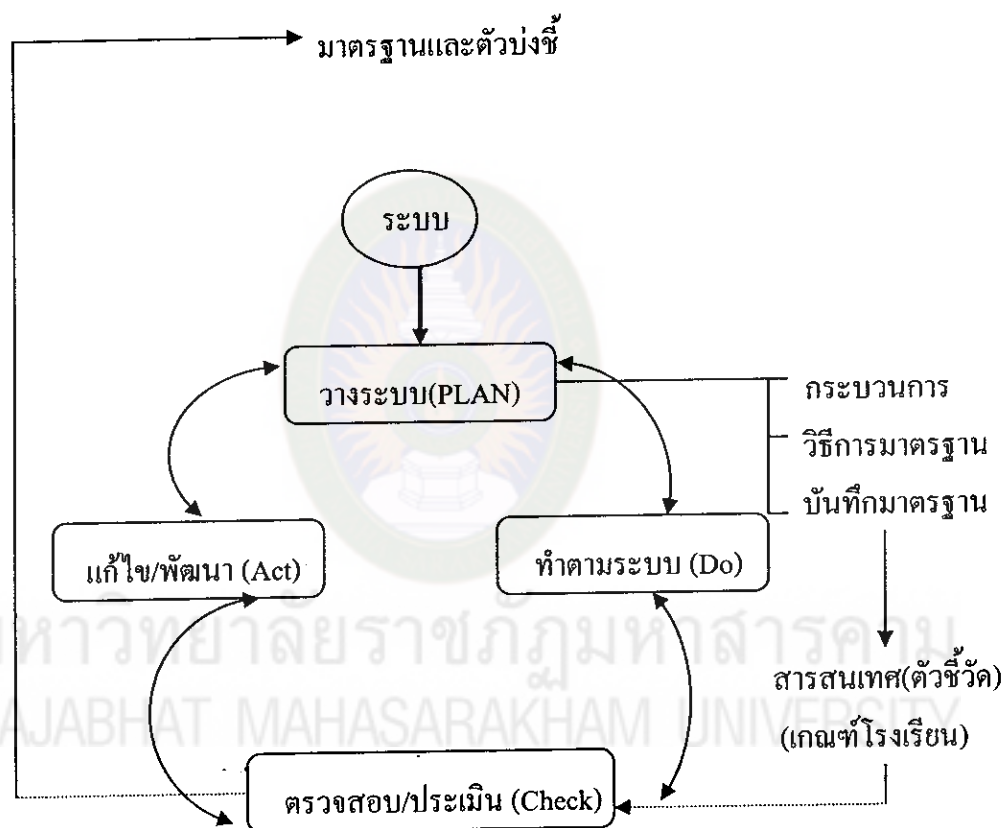 มาตรฐานและตัวบ่งชี้
ระบบ
วางระบบ(PLAN)
กระบวนการ
วิธีการมาตรฐาน
บันทึกมาตรฐาน
แก้ไข/พัฒนา (Act)
ทำตามระบบ (Do)
มหาวิทยาลัยราชภัฏมหาสารคาม
สารสนเทศ(ตัวชี้วัด)
RAJABHAT MAHASARAKHAM UNIVERSITY
(เกณฑ์โรงเรียน)
ตรวจสอบ/ประเมิน (Check)